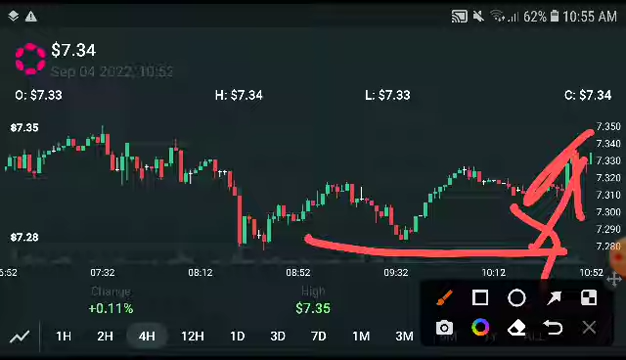 62% 10:55 AM
$7.34
Sep 04 2022, 10:52
O: $7.33 H: $7.34 L: $7.33 C: $7.34
$7.35 7.350
7.340
7.330
7.320
7.310
7.300
7.290
$7.28 7.280
6:52 07:32 08:12 08:52 09:32 10:12 10:52
Change High
+0.11% $7.35
1H 2H 4H 12H 1D 3D 7D 1M 3M